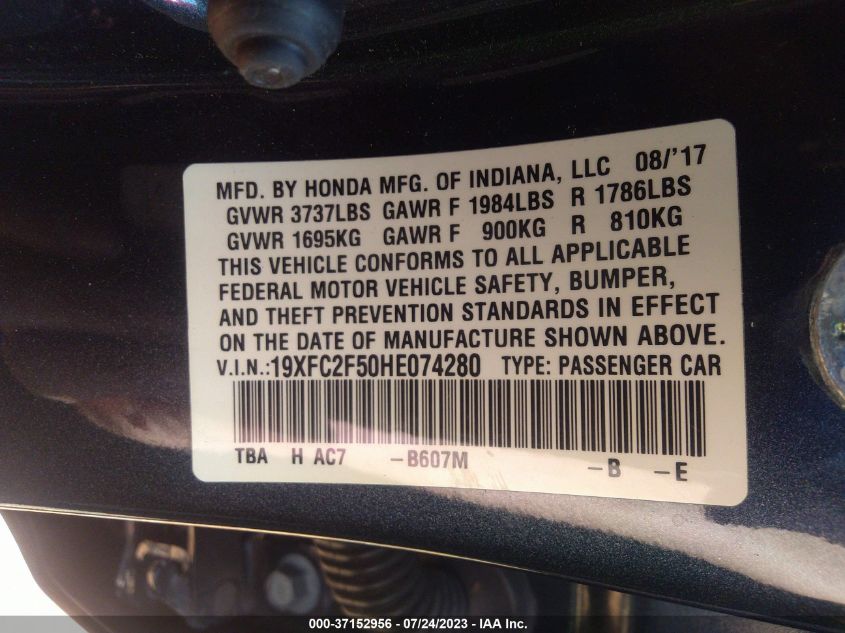 MFD. BY HONDA MFG. OF INDIANA, LLC 08/'17
GVWR 3737LBS GAWR F 1984LBS R 1786LBS
GVWR 1695KG GAWR F 900KG R 810KG
THIS VEHICLE CONFORMS TO ALL APPLICABLE
FEDERAL MOTOR VEHICLE SAFETY, BUMPER,
AND THEFT PREVENTION STANDARDS IN EFFECT
ON THE DATE OF MANUFACTURE SHOWN ABOVE.
V.I.N.:19XFC2F50HE074280 TYPE: PASSENGER CAR
TBA H AC7 -B607M -B -E
000-37152956 / 07/24/2023 - IAA Inc.